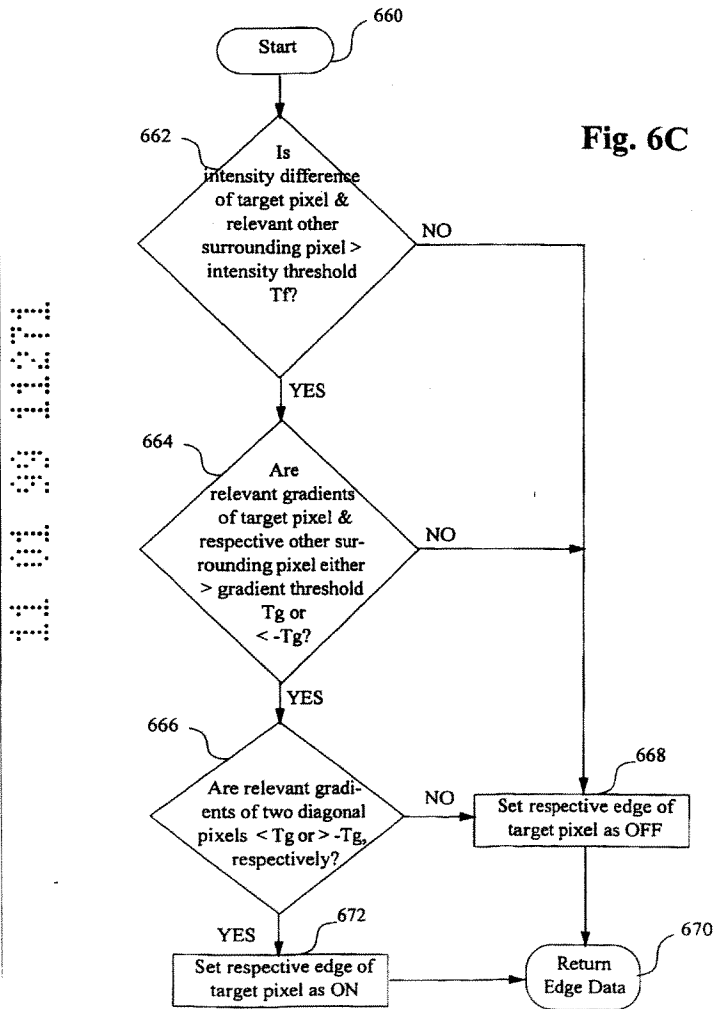 660
Start
Fig. 6C
662
Is
intensity difference
of target pixel &
relevant other
surrounding pixel >
intensity threshold
Tf?
NO
YES
664
Are
relevant gradients
of target pixel &
respective other sur-
rounding pixel either
> gradient threshold
Tg or
< -Tg?
NO
YES
666
Are relevant gradi-
ents of two diagonal
pixels < Tg or > -Tg,
respectively?
NO
668
Set respective edge of
target pixel as OFF
YES
672
Set respective edge of
target pixel as ON
670
Return
Edge Data
11 01 99 11271